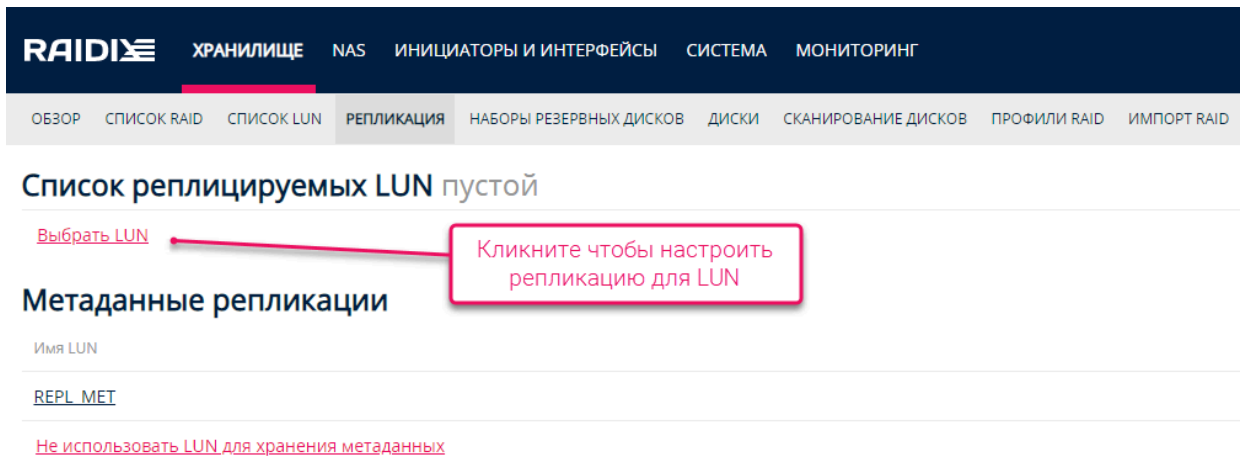 RAIDIX ХРАНИЛИЩЕ NAS ИНИЦИАТОРЫ И ИНТЕРФЕЙСЫ СИСТЕМА МОНИТОРИНГ
ОБЗОР СПИСОК RAID СПИСОК LUN РЕПЛИКАЦИЯ НАБОРЫ РЕЗЕРВНЫХ ДИСКОВ ДИСКИ СКАНИРОВАНИЕ ДИСКОВ ПРОФИЛИ RAID ИМПОРТ RAID
Список реплицируемых LUN пустой
Выбрать LUN
Кликните чтобы настроить
репликацию для LUN
Метаданные репликации
Имя LUN
REPL_MET
Не использовать LUN для хранения метаданных